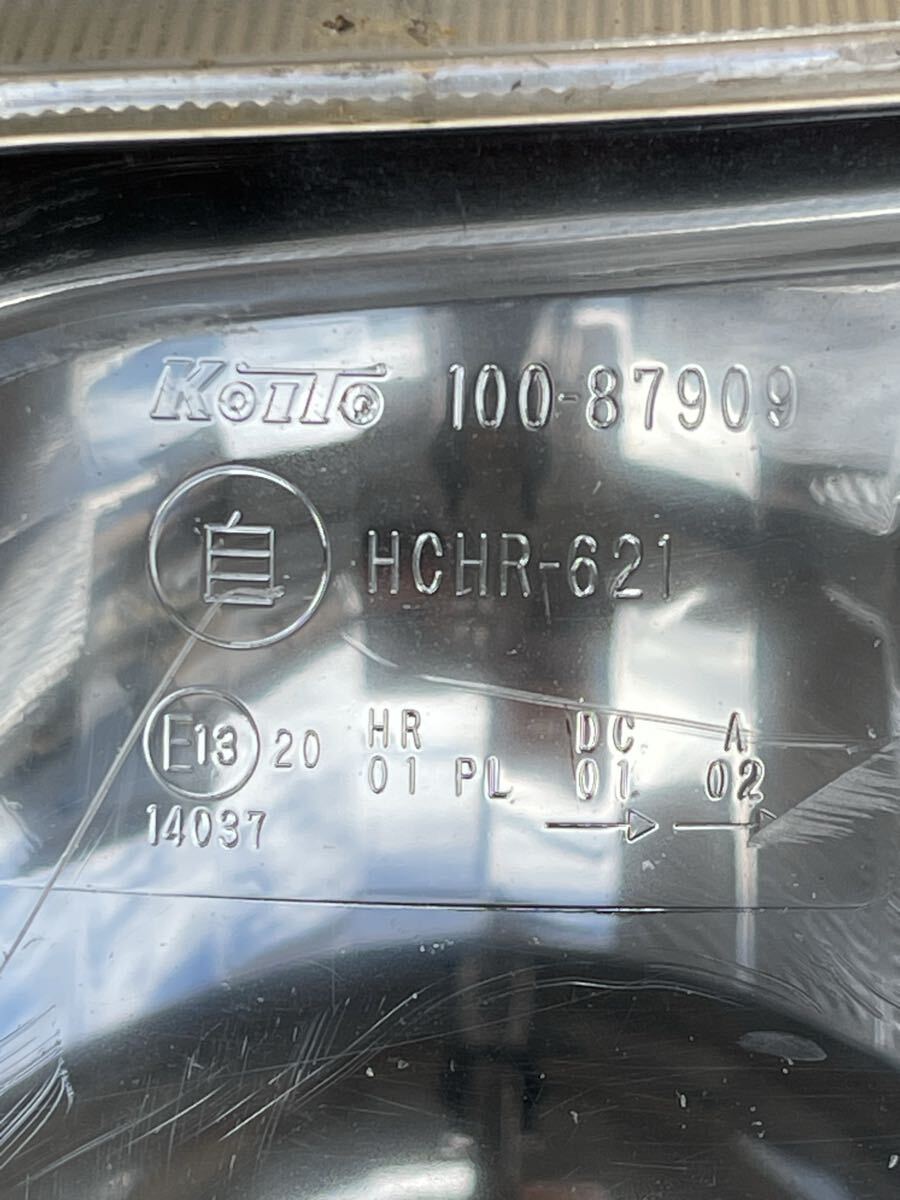 KoiTo 100-87909
自 HCHR-621
E13 20 HR DC A
01 PL 01 02
14037